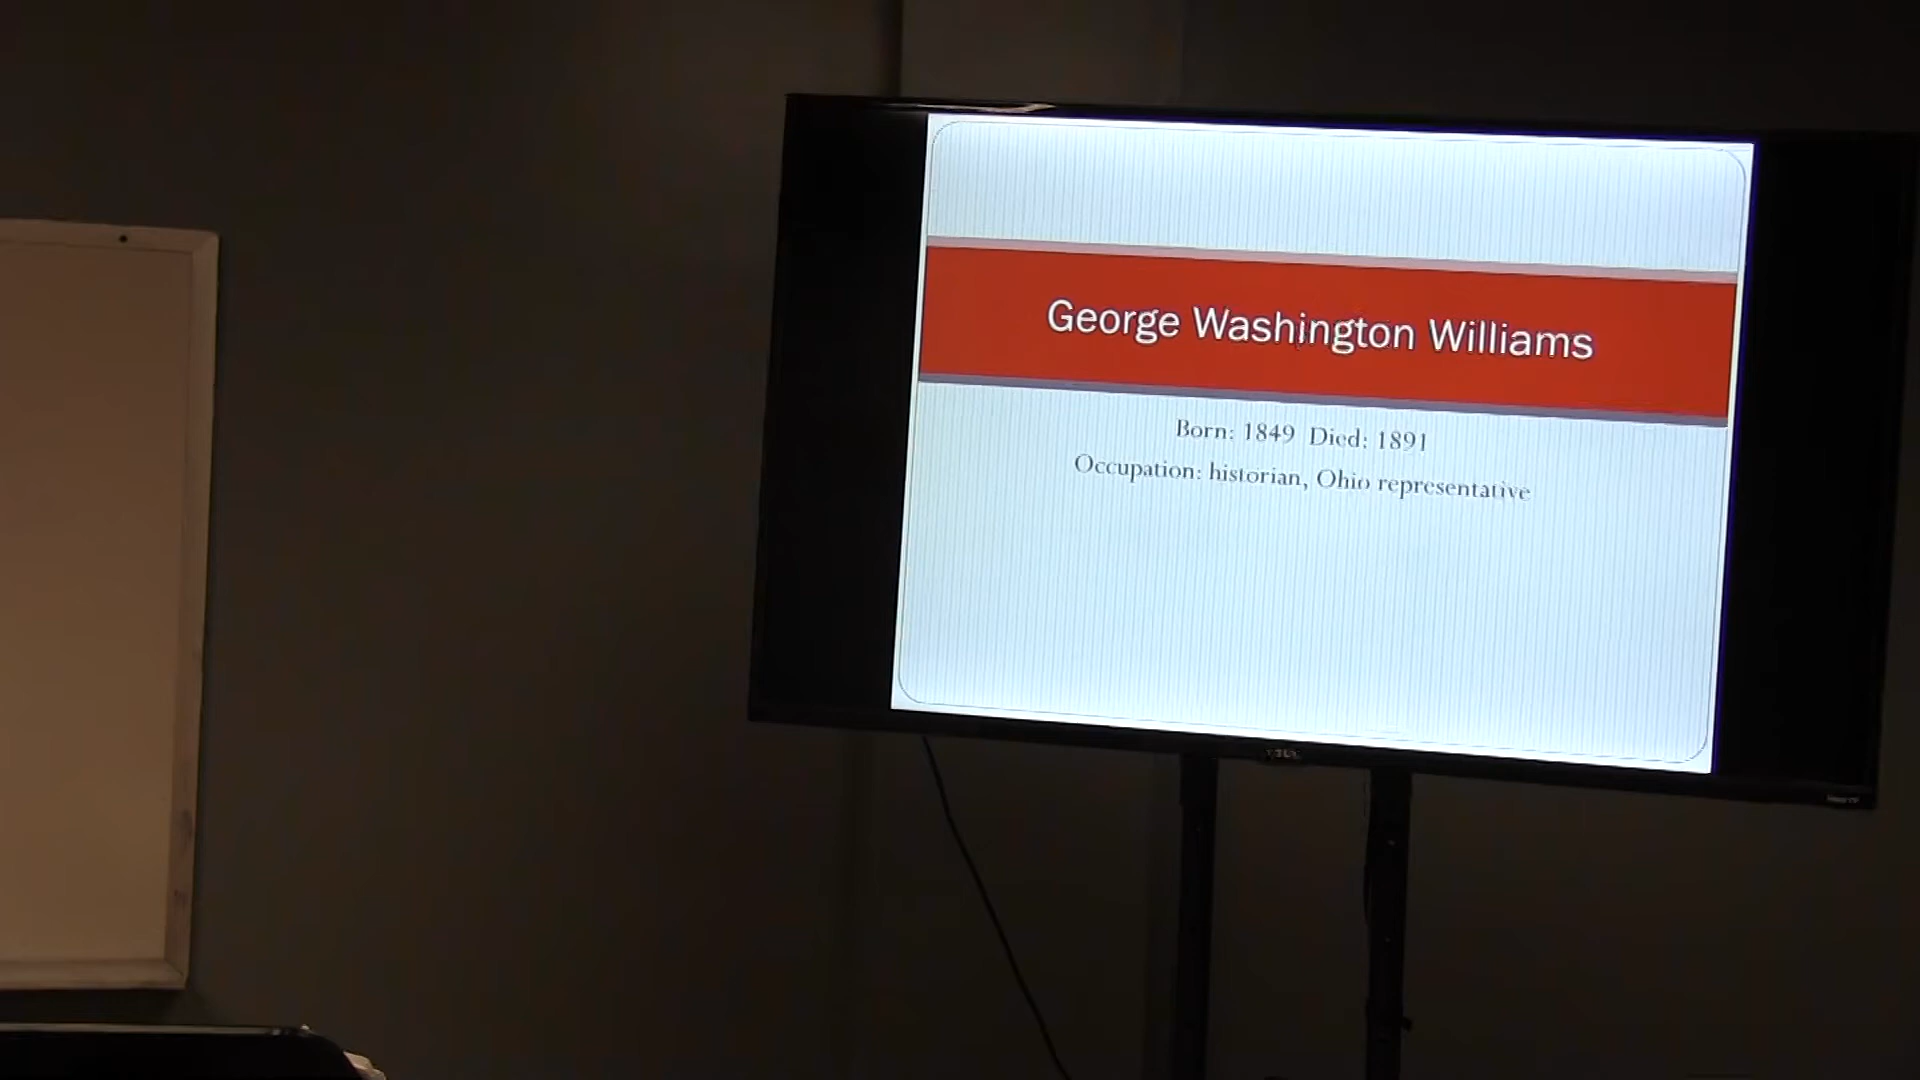 George Washington Williams
Born: 1849 Died: 1891
Occupation: historian, Ohio representative